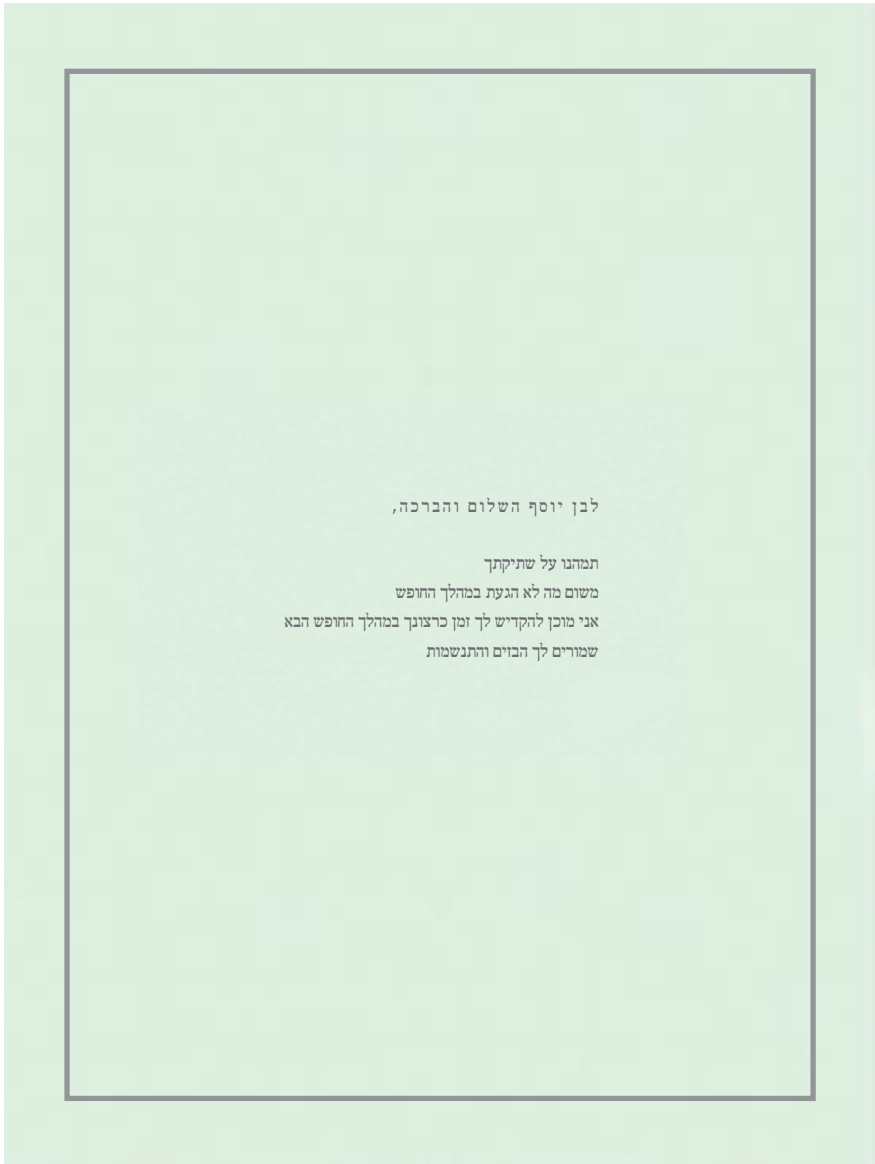 לבן יוסף השלום והברכה,
תמהנו על שתיקתך
משום מה לא הגעת במהלך החופש
אני מוכן להקדיש לך זמן כרצונך במהלך החופש הבא
שמורים לך הבזים והתנשמות